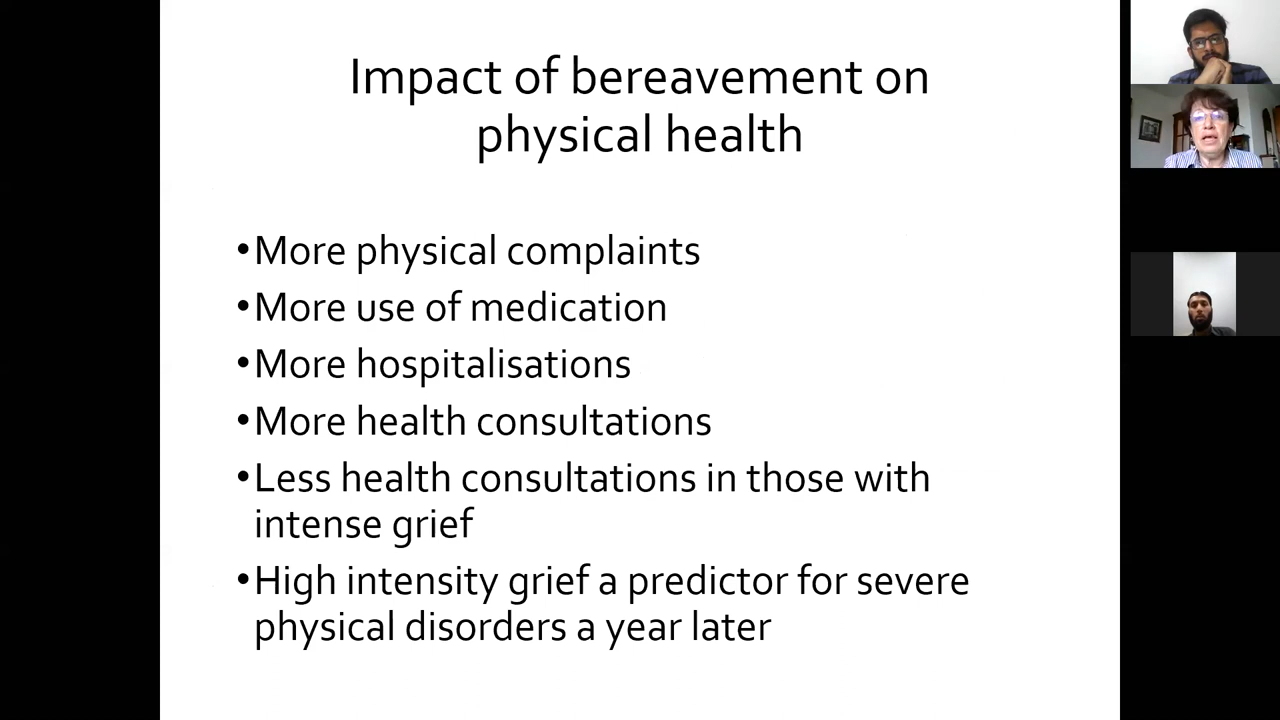 Impact of bereavement on
physical health
•More physical complaints
•More use of medication
•More hospitalisations
•More health consultations
•Less health consultations in those with
intense grief
•High intensity grief a predictor for severe
physical disorders a year later